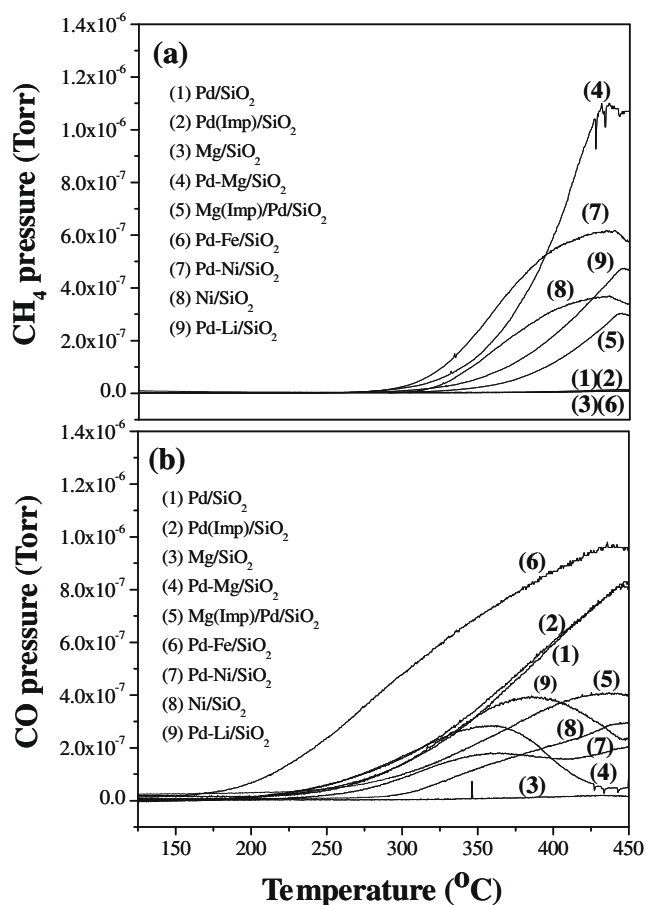 1.4x10⁻⁶
(a)
(1) Pd/SiO₂
(4)
1.2x10⁻⁶
(2) Pd(Imp)/SiO₂
1.0x10⁻⁶
(3) Mg/SiO₂
(4) Pd-Mg/SiO₂
8.0x10⁻⁷
(5) Mg(Imp)/Pd/SiO₂
(7)
6.0x10⁻⁷
(6) Pd-Fe/SiO₂
(7) Pd-Ni/SiO₂
(9)
4.0x10⁻⁷
(8) Ni/SiO₂
(8)
(9) Pd-Li/SiO₂
(5)
2.0x10⁻⁷
(1)(2)
0.0
(3)(6)
CH₄ pressure (Torr)
1.4x10⁻⁶
(b)
1.2x10⁻⁶
(1) Pd/SiO₂
(2) Pd(Imp)/SiO₂
1.0x10⁻⁶
(3) Mg/SiO₂
(6)
(4) Pd-Mg/SiO₂
8.0x10⁻⁷
(5) Mg(Imp)/Pd/SiO₂
(2)
(6) Pd-Fe/SiO₂
(1)
6.0x10⁻⁷
(7) Pd-Ni/SiO₂
(9)
(5)
4.0x10⁻⁷
(8) Ni/SiO₂
(8)
(9) Pd-Li/SiO₂
(7)
2.0x10⁻⁷
(3)
(4)
0.0
CO pressure (Torr)
150 200 250 300 350 400 450
Temperature (⁰C)